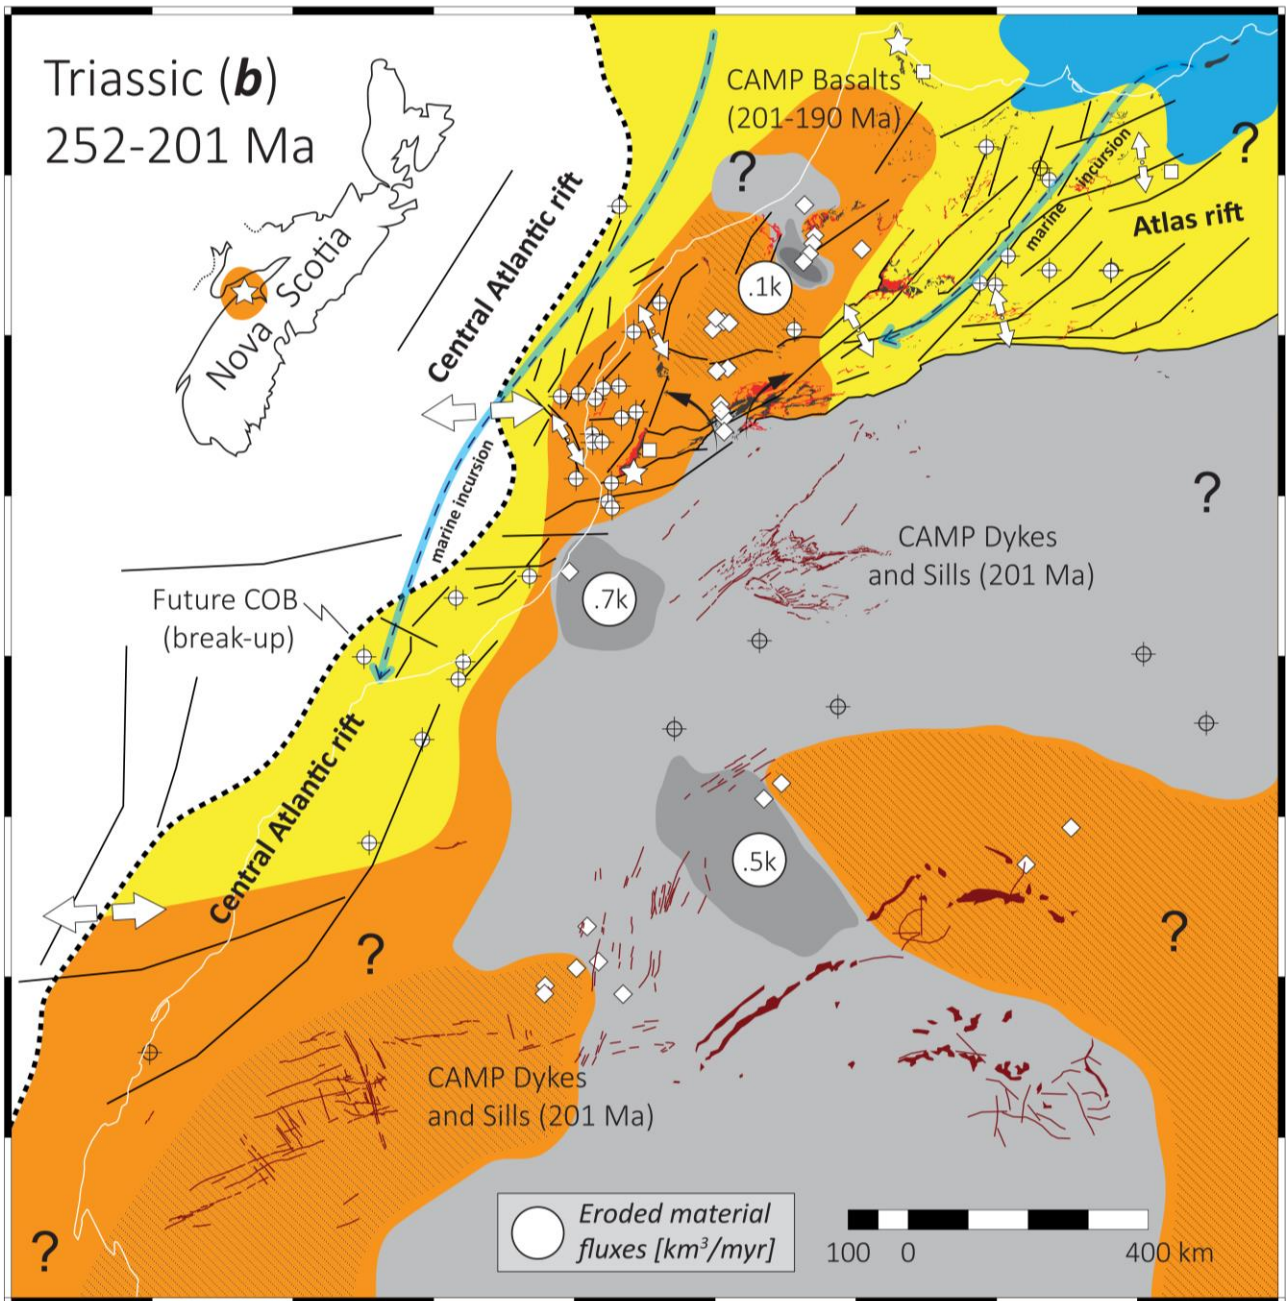 Triassic (b)
252-201 Ma
CAMP Basalts
(201-190 Ma)
?
?
marine incursion
Atlas rift
Nova Scotia
Central Atlantic rift
.1k
marine incursion
?
CAMP Dykes
and Sills (201 Ma)
.7k
Future COB
(break-up)
Central Atlantic rift
.5k
?
?
CAMP Dykes
and Sills (201 Ma)
?
Eroded material
fluxes [km³/myr]
100 0 400 km